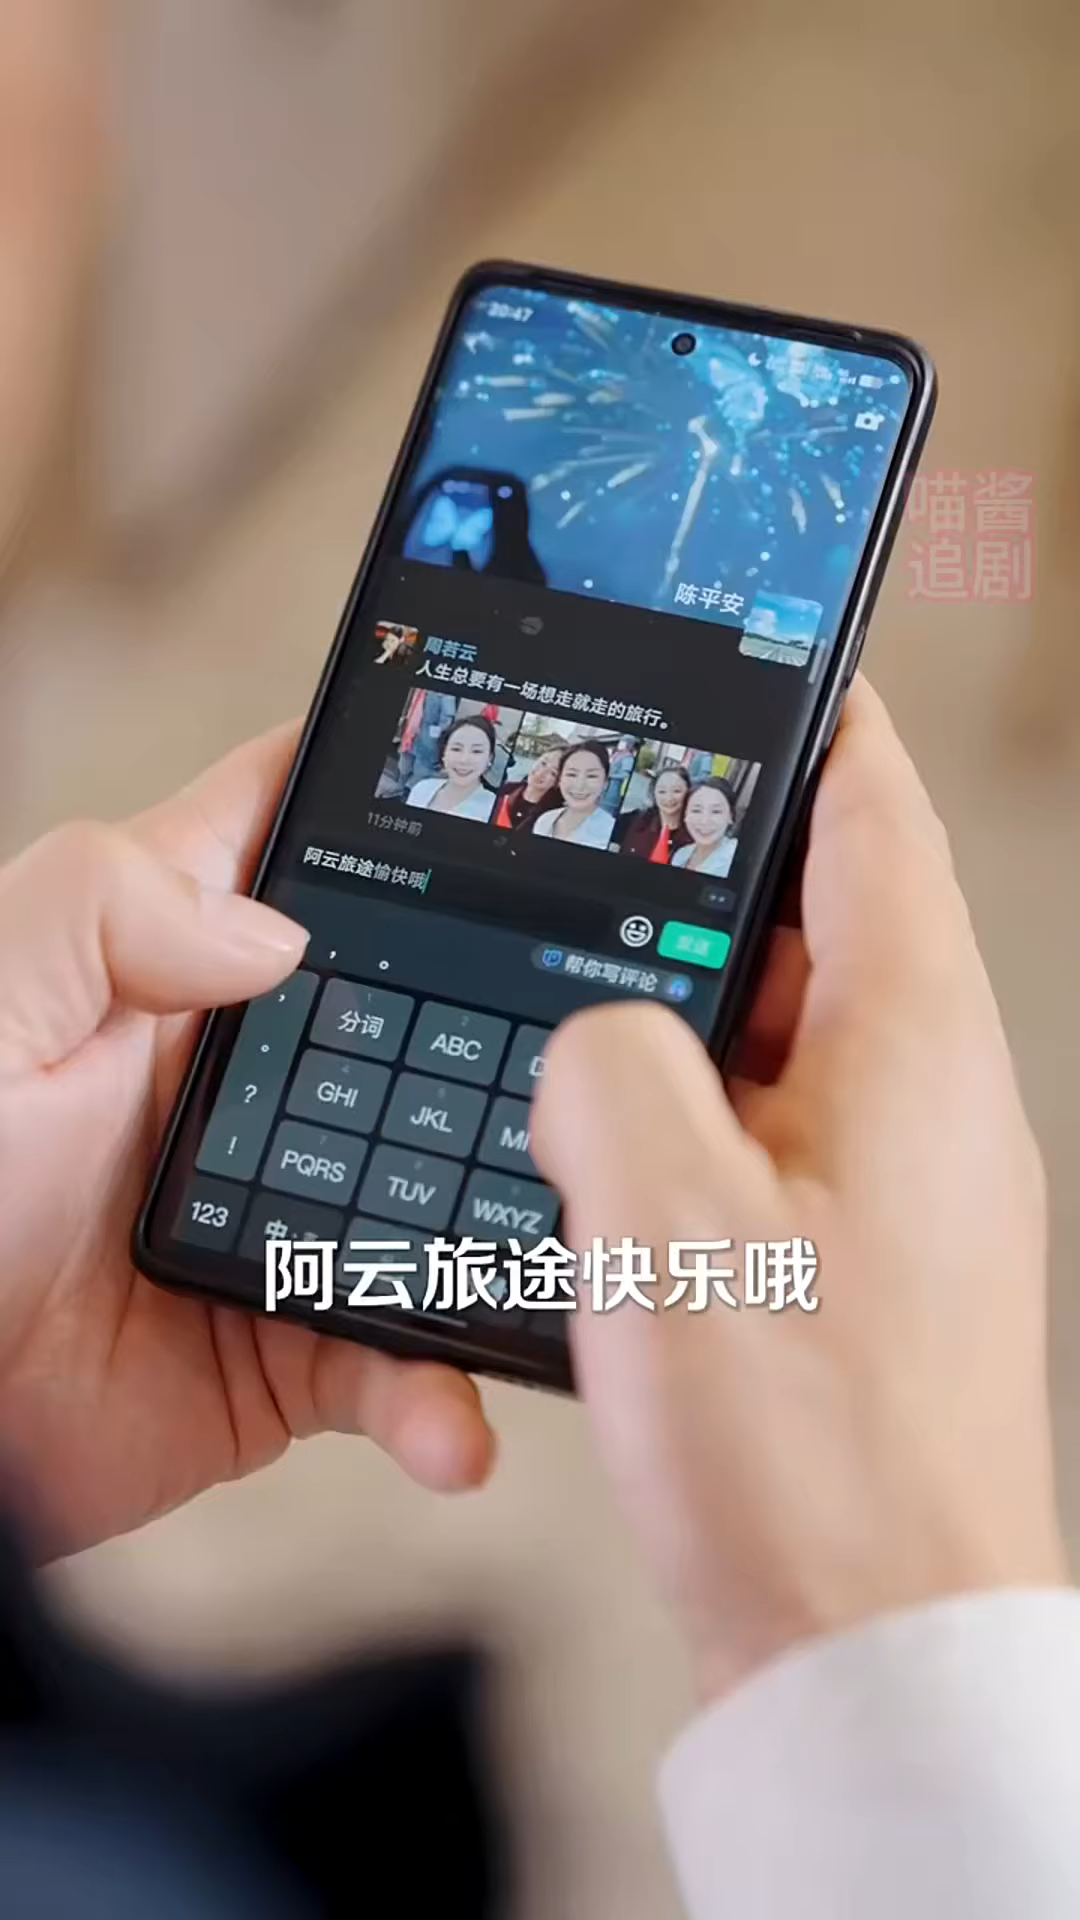 20:47
喵酱
追剧
陈平安
周若云
人生总要有一场想走就走的旅行。
11分钟前
阿云旅途愉快哦
发送
帮你写评论
, 。
分词
ABC
GHI
JKL
PQRS
TUV
WXYZ
,
。
?
!
123
中
阿云旅途快乐哦